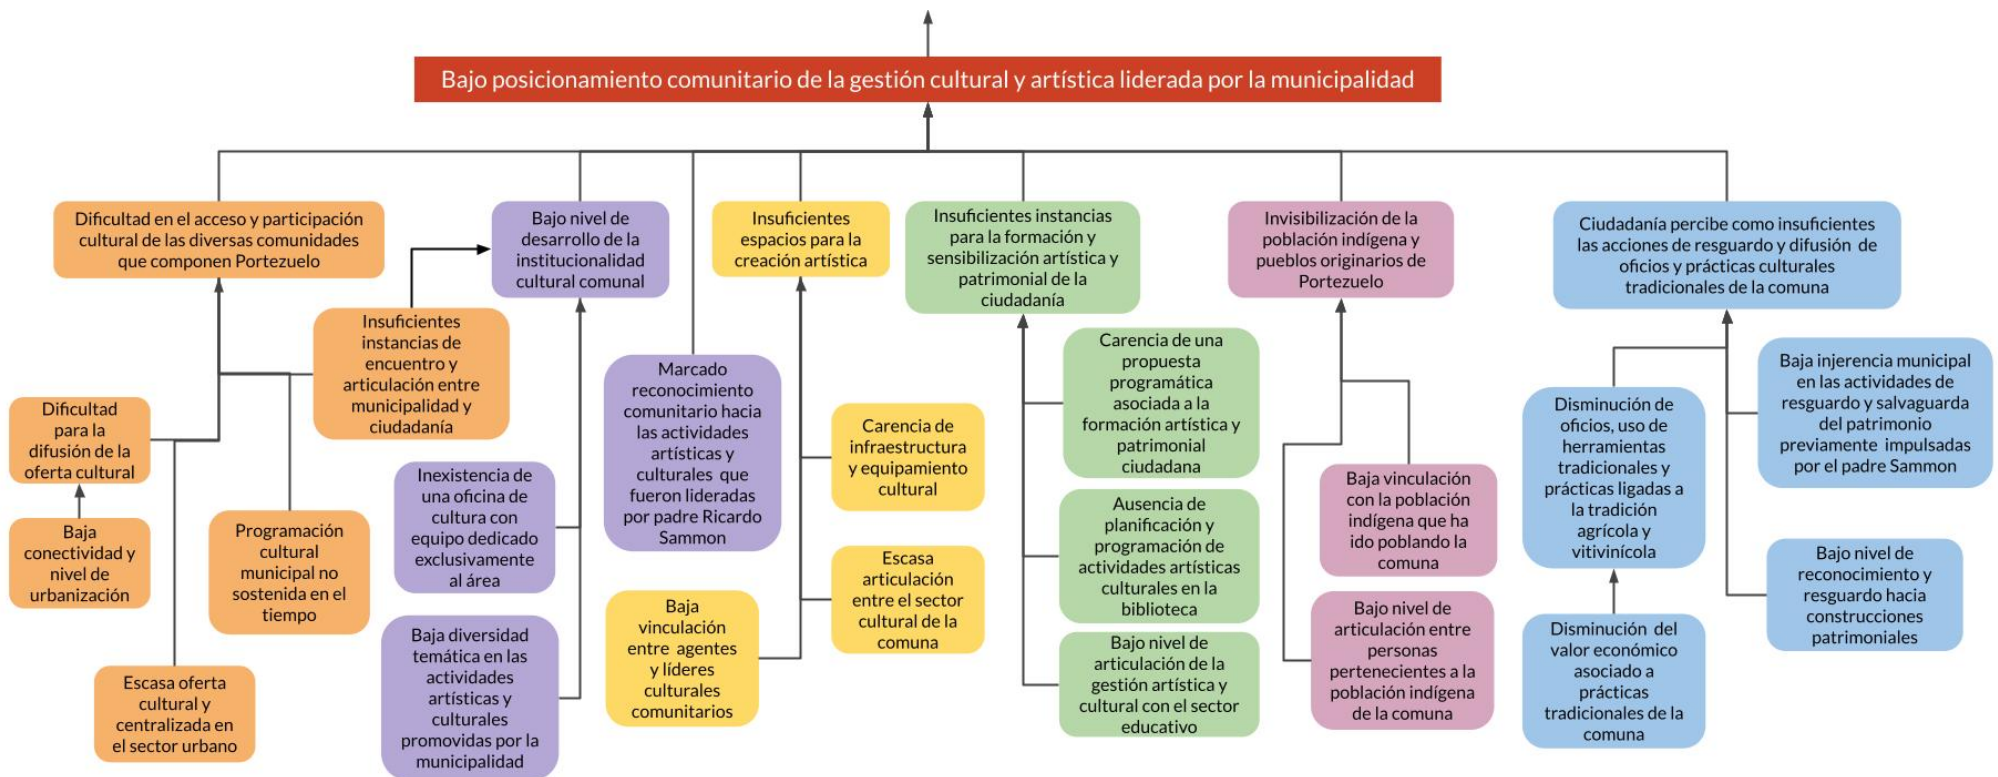 Bajo posicionamiento comunitario de la gestión cultural y artística liderada por la municipalidad
Dificultad en el acceso y participación
cultural de las diversas comunidades
que componen Portezuelo
Insuficientes
instancias de
encuentro y
articulación entre
municipalidad y
ciudadanía
Dificultad
para la
difusión de la
oferta cultural
Baja
conectividad y
nivel de
urbanización
Programación
cultural
municipal no
sostenida en el
tiempo
Escasa oferta
cultural y
centralizada en
el sector urbano
Bajo nivel de
desarrollo de la
institucionalidad
cultural comunal
Marcado
reconocimiento
comunitario hacia
las actividades
artísticas y
culturales que
fueron lideradas
por padre Ricardo
Sammon
Inexistencia de
una oficina de
cultura con
equipo dedicado
exclusivamente
al área
Baja diversidad
temática en las
actividades
artísticas y
culturales
promovidas por la
municipalidad
Insuficientes
espacios para la
creación artística
Carencia de
infraestructura
y equipamiento
cultural
Escasa
articulación
entre el sector
cultural de la
comuna
Baja
vinculación
entre agentes
y líderes
culturales
comunitarios
Insuficientes instancias
para la formación y
sensibilización artística y
patrimonial de la
ciudadanía
Carencia de una
propuesta
programática
asociada a la
formación artística y
patrimonial
ciudadana
Ausencia de
planificación y
programación de
actividades artísticas
culturales en la
biblioteca
Bajo nivel de
articulación de la
gestión artística y
cultural con el sector
educativo
Invisibilización de la
población indígena y
pueblos originarios de
Portezuelo
Baja vinculación
con la población
indígena que ha
ido poblando la
comuna
Bajo nivel de
articulación entre
personas
pertenecientes a la
población indígena
de la comuna
Ciudadanía percibe como insuficientes
las acciones de resguardo y difusión de
oficios y prácticas culturales
tradicionales de la comuna
Disminución de
oficios, uso de
herramientas
tradicionales y
prácticas ligadas a
la tradición
agrícola y
vitivinícola
Disminución del
valor económico
asociado a
prácticas
tradicionales de la
comuna
Baja injerencia municipal
en las actividades de
resguardo y salvaguarda
del patrimonio
previamente impulsadas
por el padre Sammon
Bajo nivel de
reconocimiento y
resguardo hacia
construcciones
patrimoniales